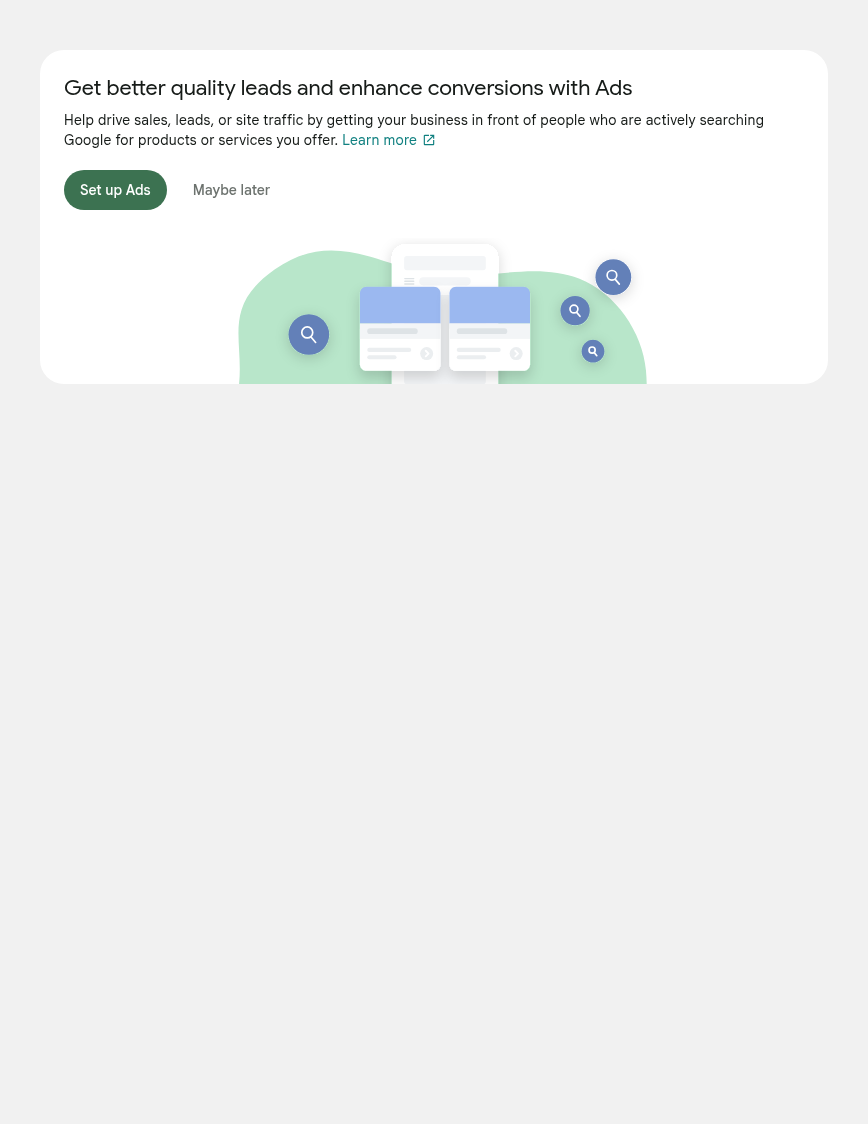 Get better quality leads and enhance conversions with Ads
Help drive sales, leads, or site traffic by getting your business in front of people who are actively searching
Google for products or services you offer. Learn more
Set up Ads
Maybe later